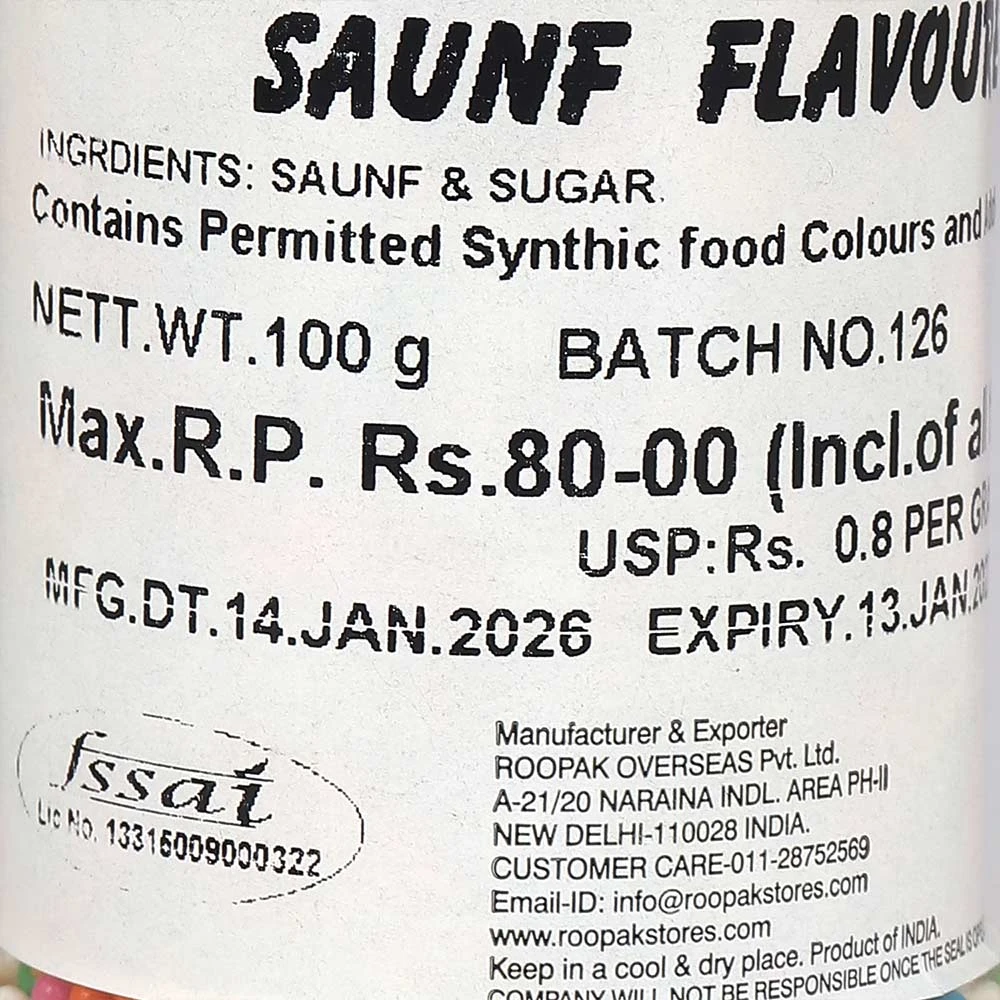 SAUNF FLAVOU
INGRDIENTS: SAUNF & SUGAR.
Contains Permitted Synthic food Colours and
NETT.WT.100 g BATCH NO.126
Max.R.P. Rs.80-00 (Incl.of al
USP:Rs. 0.8 PER
MFG.DT.14.JAN.2026 EXPIRY.13.JAN.
fssai
Lic No. 13316009000322
Manufacturer & Exporter
ROOPAK OVERSEAS Pvt. Ltd.
A-21/20 NARAINA INDL. AREA PH-II
NEW DELHI-110028 INDIA.
CUSTOMER CARE-011-28752569
Email-ID: info@roopakstores.com
www.roopakstores.com
Keep in a cool & dry place. Product of INDIA.
COMPANY WILL NOT BE RESPONSIBLE ONCE THE SEAL IS